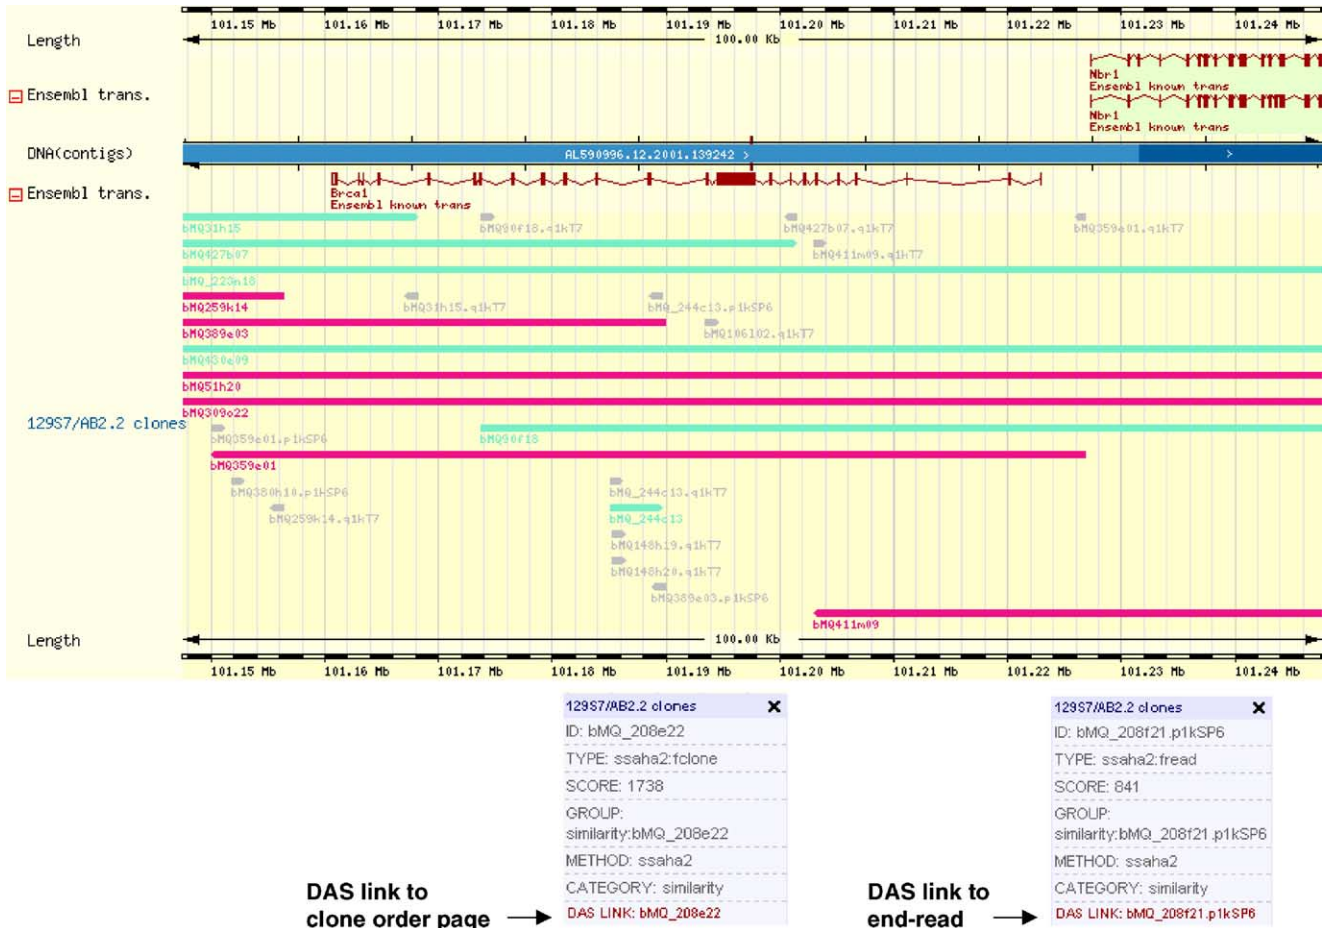 101.15 Mb 101.16 Mb 101.17 Mb 101.18 Mb 101.19 Mb 101.20 Mb 101.21 Mb 101.22 Mb 101.23 Mb 101.24 Mb
Length 100.00 Kb
Nbr1
Ensembl known trans
Ensembl trans.
Nbr1
Ensembl known trans
DNA(contigs) AL590996.12.2001.139242 > >
Ensembl trans.
Brca1
Ensembl known trans
bMQ31h15 bMQ90f18.q1kT7 bMQ427b07.q1kT7 bMQ359e01.q1kT7
bMQ427b07 bMQ411m09.q1kT7
bMQ_223n18
bMQ259k14 bMQ31h15.q1kT7 bMQ_244c13.p1kSP6
bMQ389e03 bMQ106l02.q1kT7
bMQ430e09
bMQ51h20
bMQ309o22
129S7/AB2.2 clones
bMQ359e01.p1kSP6 bMQ90f18
bMQ359e01
bMQ380h10.p1kSP6 bMQ_244c13.q1kT7
bMQ259k14.q1kT7 bMQ_244c13
bMQ148h19.q1kT7
bMQ148h20.q1kT7
bMQ389e03.p1kSP6
bMQ411m09
Length 100.00 Kb
101.15 Mb 101.16 Mb 101.17 Mb 101.18 Mb 101.19 Mb 101.20 Mb 101.21 Mb 101.22 Mb 101.23 Mb 101.24 Mb
129S7/AB2.2 clones X
ID: bMQ_208e22
TYPE: ssaha2:fclone
SCORE: 1738
GROUP:
similarity:bMQ_208e22
METHOD: ssaha2
CATEGORY: similarity
DAS LINK: bMQ_208e22
DAS link to
clone order page
129S7/AB2.2 clones X
ID: bMQ_208f21.p1kSP6
TYPE: ssaha2:fread
SCORE: 841
GROUP:
similarity:bMQ_208f21.p1kSP6
METHOD: ssaha2
CATEGORY: similarity
DAS LINK: bMQ_208f21.p1kSP6
DAS link to
end-read